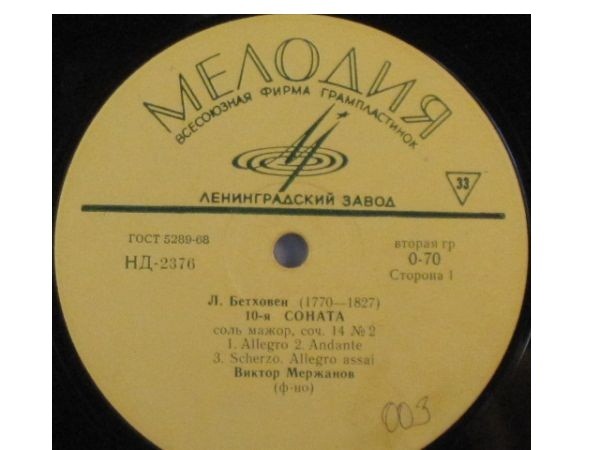 МЕЛОДИЯ
ВСЕСОЮЗНАЯ ФИРМА ГРАМПЛАСТИНОК
33
ЛЕНИНГРАДСКИЙ ЗАВОД
ГОСТ 5289-68
вторая гр
НД-2376
0-70
Сторона 1
Л. Бетховен (1770—1827)
10-я СОНАТА
соль мажор, соч. 14 № 2
1. Allegro 2. Andante
3. Scherzo. Allegro assai
Виктор Мержанов
(ф-но)
003